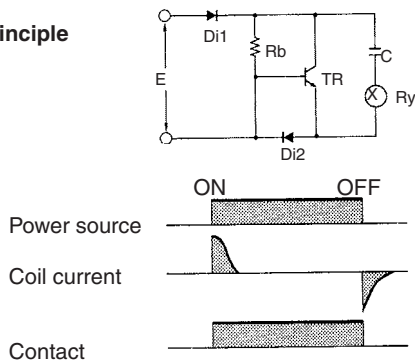 inciple
Di1
Rb
C
E
TR
X
Ry
Di2
ON OFF
Power source
Coil current
Contact